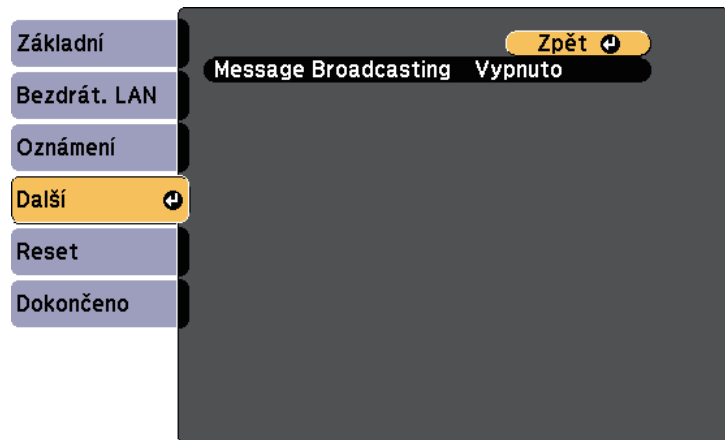 Základní
Bezdrát. LAN
Oznámení
Další
Reset
Dokončeno
Zpět
Message Broadcasting Vypnuto